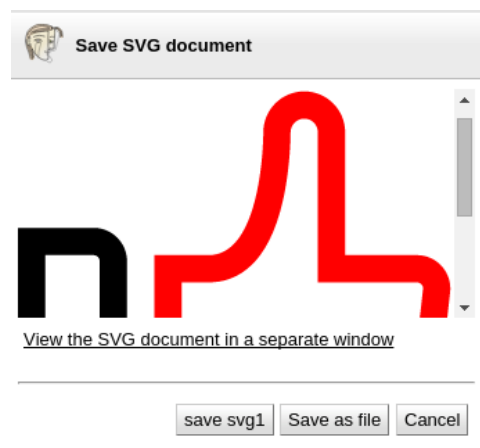 Save SVG document
View the SVG document in a separate window
save svg1 Save as file Cancel